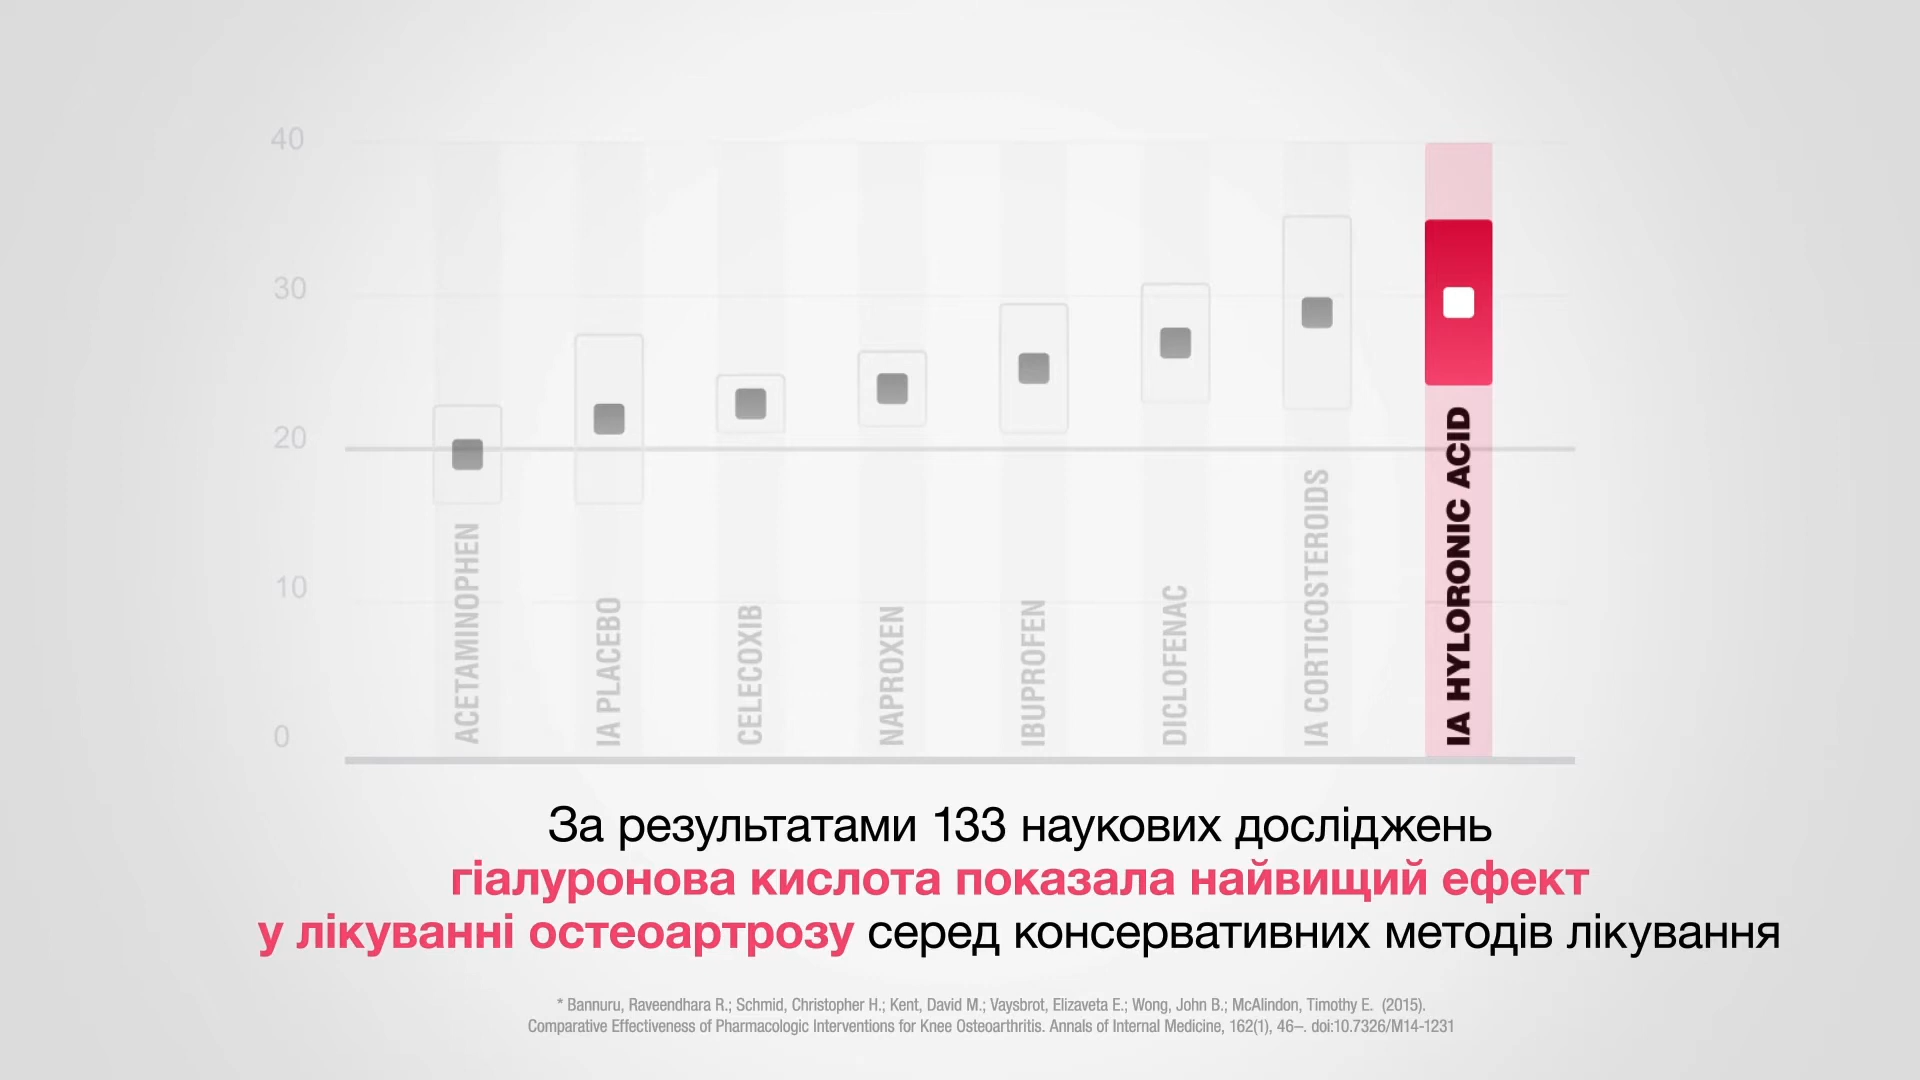 40
30
20
10
0
ACETAMINOPHEN
IA PLACEBO
CELECOXIB
NAPROXEN
IBUPROFEN
DICLOFENAC
IA CORTICOSTEROIDS
IA HYLORONIC ACID
За результатами 133 наукових досліджень
гіалуронова кислота показала найвищий ефект
у лікуванні остеоартрозу серед консервативних методів лікування
* Bannuru, Raveendhara R.; Schmid, Christopher H.; Kent, David M.; Vaysbrot, Elizaveta E.; Wong, John B.; McAlindon, Timothy E. (2015).
Comparative Effectiveness of Pharmacologic Interventions for Knee Osteoarthritis. Annals of Internal Medicine, 162(1), 46–. doi:10.7326/M14-1231